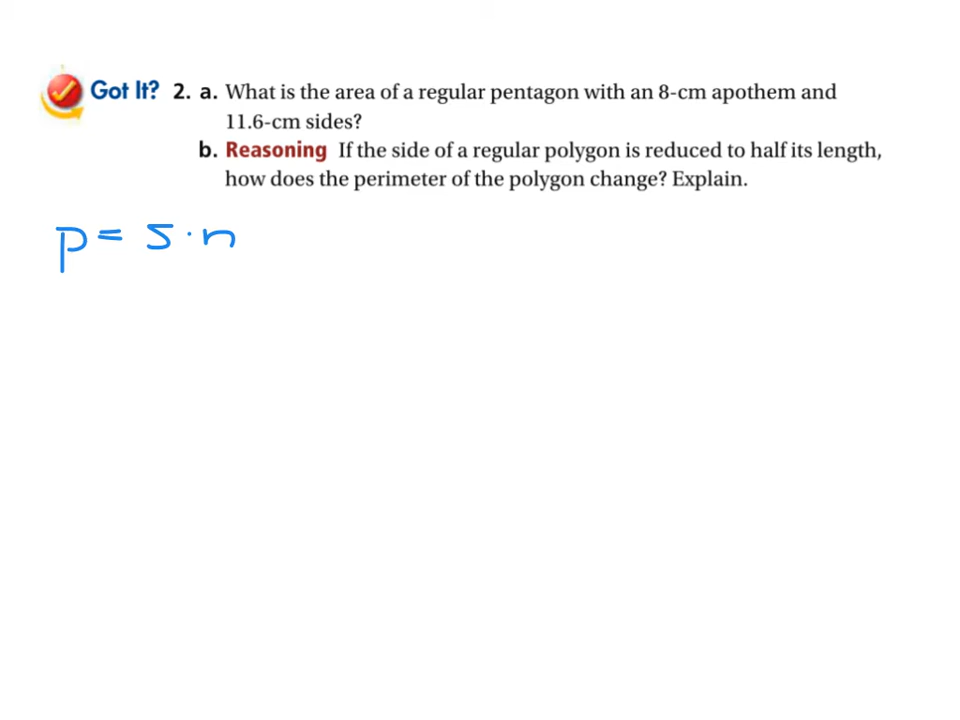 Got It? 2. a. What is the area of a regular pentagon with an 8-cm apothem and
11.6-cm sides?
b. Reasoning If the side of a regular polygon is reduced to half its length,
how does the perimeter of the polygon change? Explain.
p = s · n